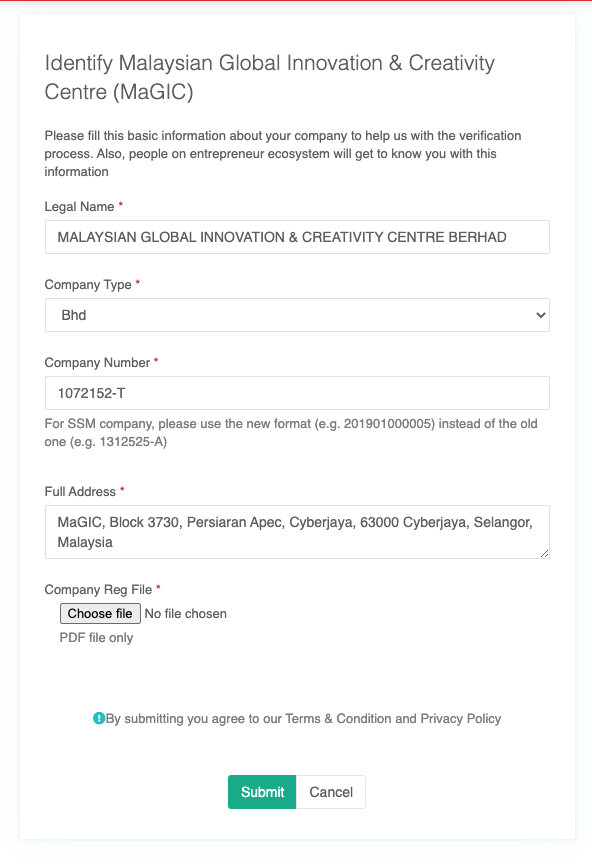 Identify Malaysian Global Innovation & Creativity
Centre (MaGIC)
Please fill this basic information about your company to help us with the verification
process. Also, people on entrepreneur ecosystem will get to know you with this
information
Legal Name *
MALAYSIAN GLOBAL INNOVATION & CREATIVITY CENTRE BERHAD
Company Type *
Bhd
Company Number *
1072152-T
For SSM company, please use the new format (e.g. 201901000005) instead of the old
one (e.g. 1312525-A)
Full Address *
MaGIC, Block 3730, Persiaran Apec, Cyberjaya, 63000 Cyberjaya, Selangor,
Malaysia
Company Reg File *
Choose file No file chosen
PDF file only
By submitting you agree to our Terms & Condition and Privacy Policy
Submit Cancel